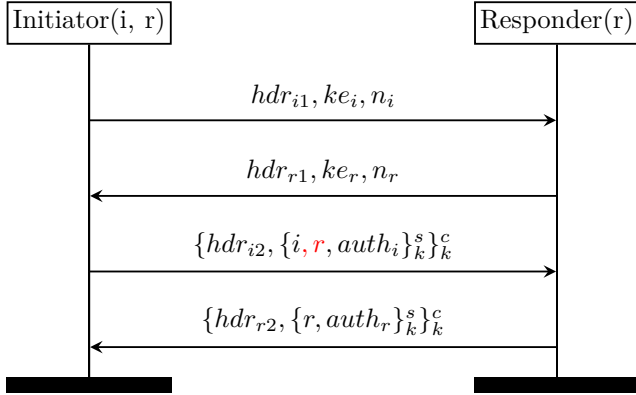 Initiator(i, r)
Responder(r)
hdr_{i1}, ke_i, n_i
hdr_{r1}, ke_r, n_r
{hdr_{i2}, {i, r, auth_i}^s_k}^c_k
{hdr_{r2}, {r, auth_r}^s_k}^c_k